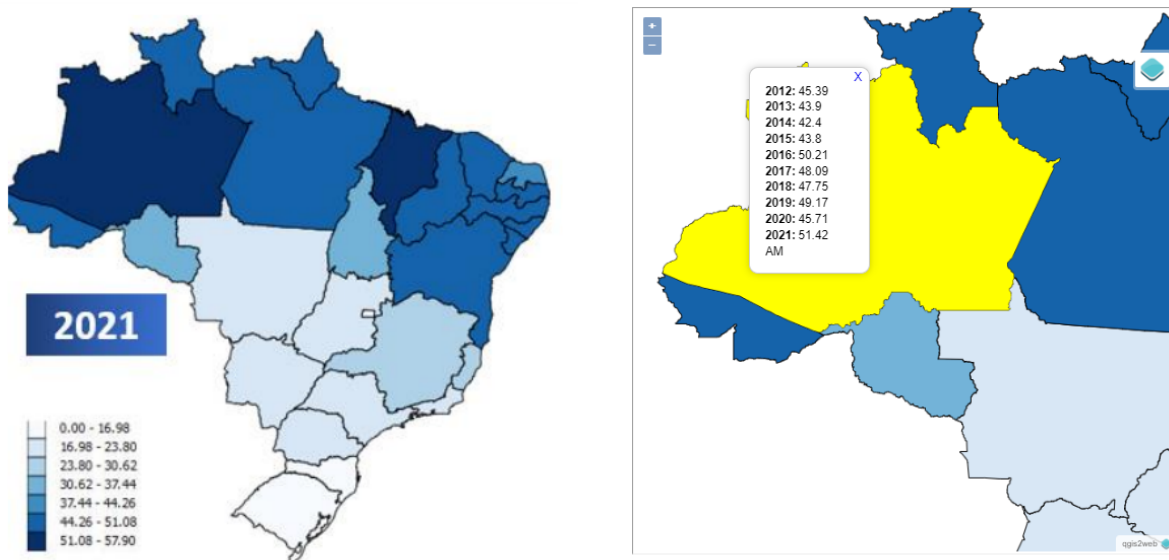 2021
0.00 - 16.98
16.98 - 23.80
23.80 - 30.62
30.62 - 37.44
37.44 - 44.26
44.26 - 51.08
51.08 - 57.90
+
−
X
2012: 45.39
2013: 43.9
2014: 42.4
2015: 43.8
2016: 50.21
2017: 48.09
2018: 47.75
2019: 49.17
2020: 45.71
2021: 51.42
AM
qgis2web